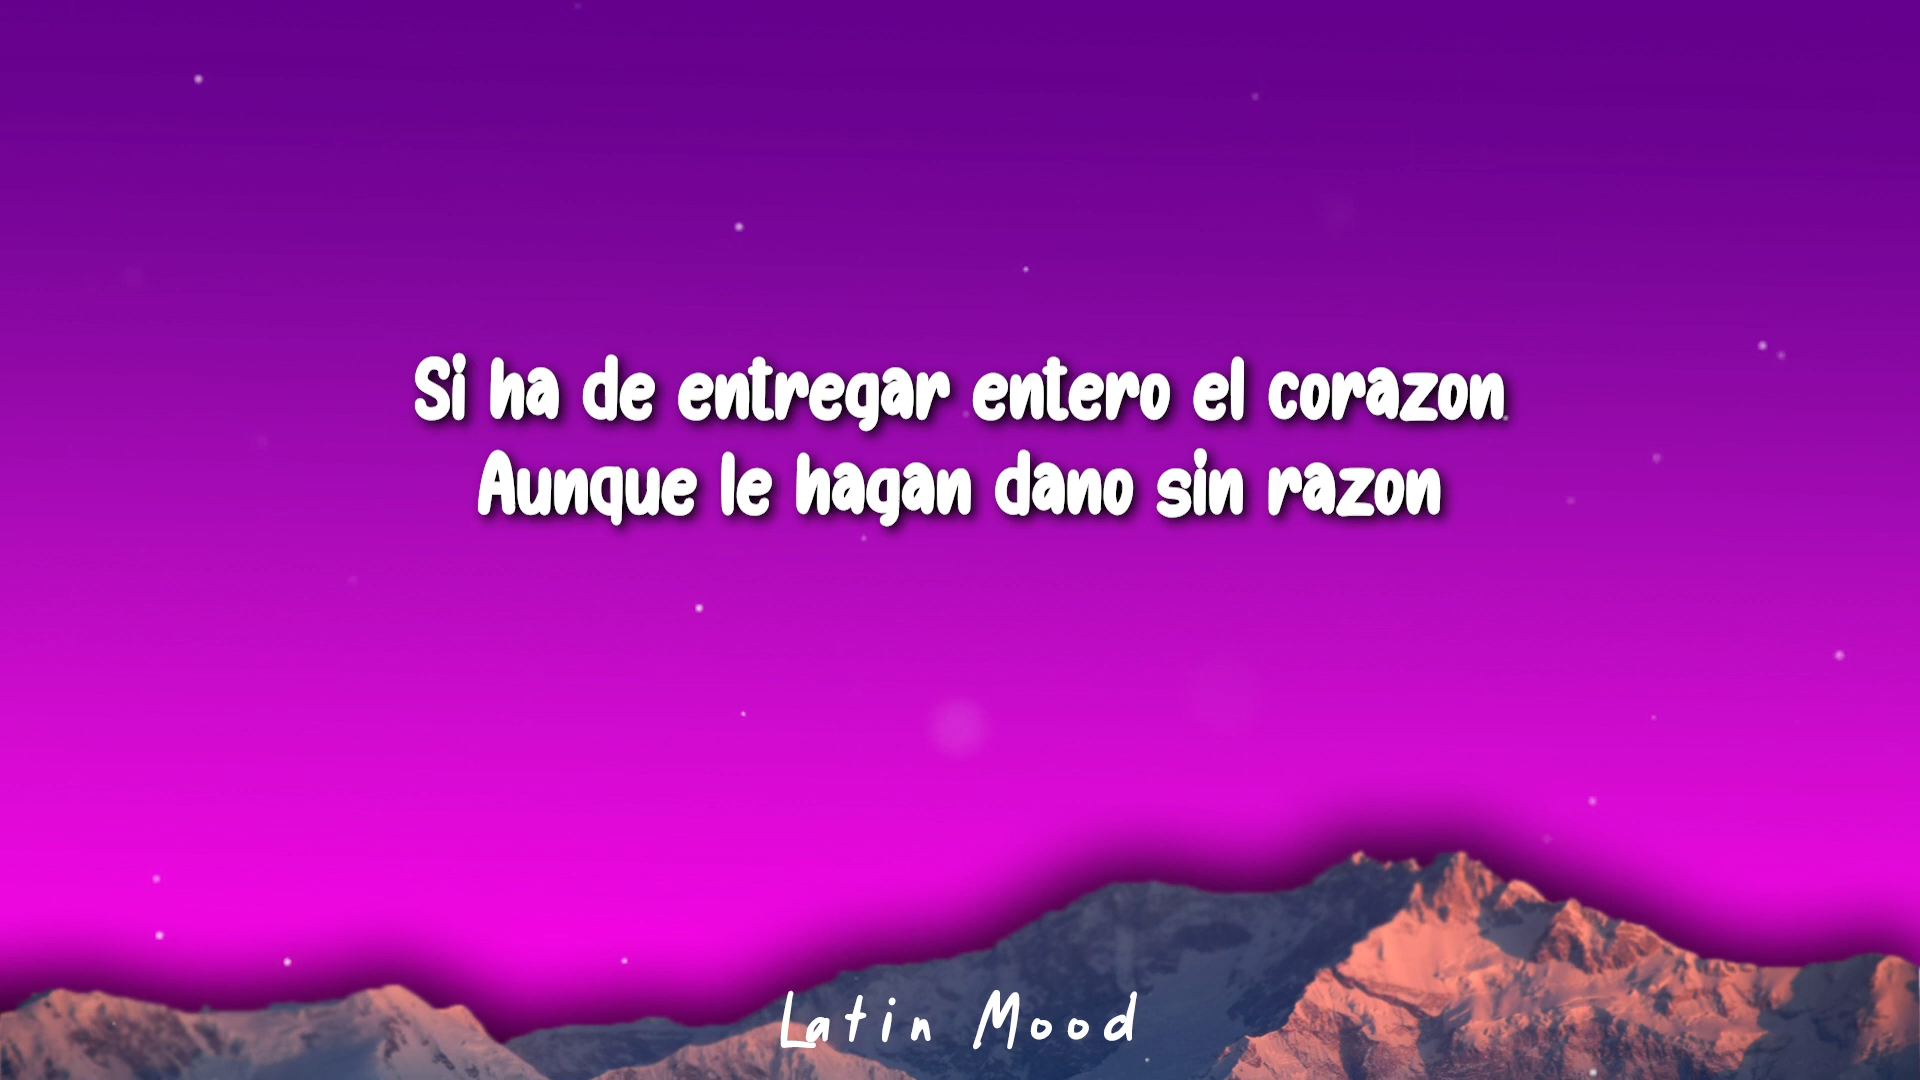 Si ha de entregar entero el corazon
Aunque le hagan dano sin razon
Latin Mood